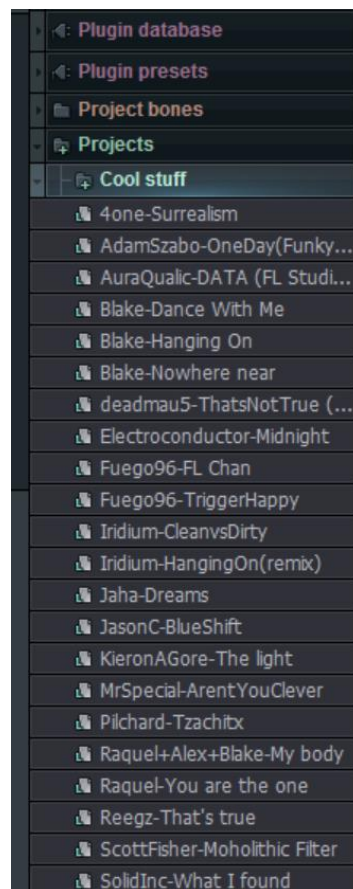 Plugin database
Plugin presets
Project bones
Projects
Cool stuff
4one-Surrealism
AdamSzabo-OneDay(Funky...
AuraQualic-DATA (FL Studi...
Blake-Dance With Me
Blake-Hanging On
Blake-Nowhere near
deadmau5-ThatsNotTrue (...
Electroconductor-Midnight
Fuego96-FL Chan
Fuego96-TriggerHappy
Iridium-CleanvsDirty
Iridium-HangingOn(remix)
Jaha-Dreams
JasonC-BlueShift
KieronAGore-The light
MrSpecial-ArentYouClever
Pilchard-Tzachitx
Raquel+Alex+Blake-My body
Raquel-You are the one
Reegz-That's true
ScottFisher-Moholithic Filter
SolidInc-What I found